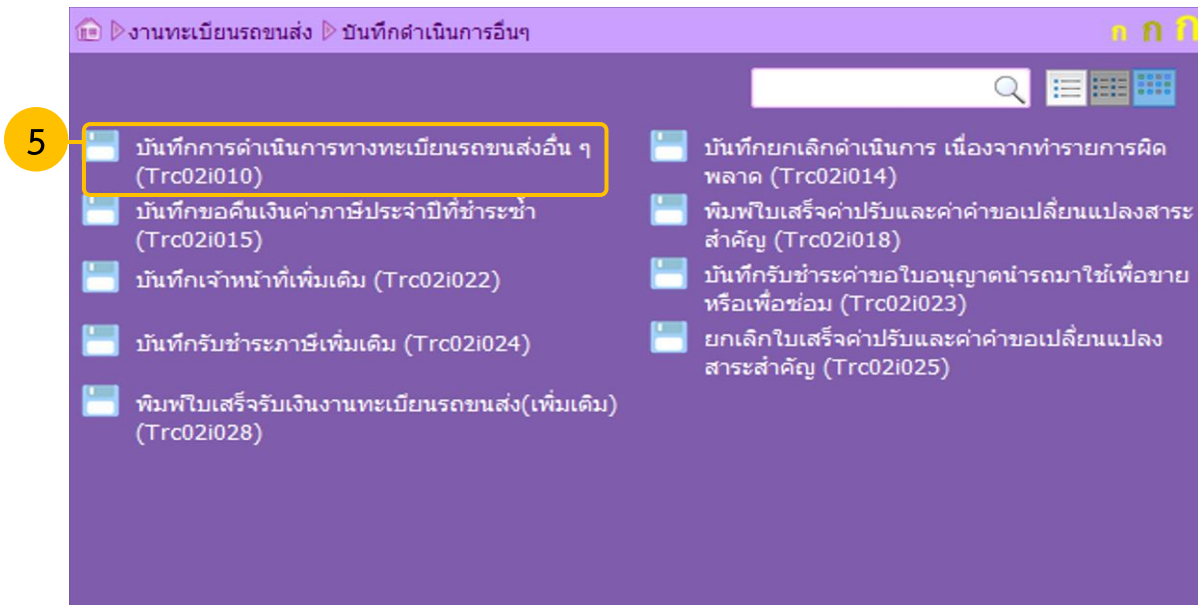 งานทะเบียนรถขนส่ง บันทึกดำเนินการอื่นๆ
ก ก ก
5
บันทึกการดำเนินการทางทะเบียนรถขนส่งอื่น ๆ
(Trc02i010)
บันทึกยกเลิกดำเนินการ เนื่องจากทำรายการผิด
พลาด (Trc02i014)
บันทึกขอคืนเงินค่าภาษีประจำปีที่ชำระซ้ำ
(Trc02i015)
พิมพ์ใบเสร็จค่าปรับและค่าคำขอเปลี่ยนแปลงสาระ
สำคัญ (Trc02i018)
บันทึกเจ้าหน้าที่เพิ่มเติม (Trc02i022)
บันทึกรับชำระค่าขอใบอนุญาตนำรถมาใช้เพื่อขาย
หรือเพื่อซ่อม (Trc02i023)
บันทึกรับชำระภาษีเพิ่มเติม (Trc02i024)
ยกเลิกใบเสร็จค่าปรับและค่าคำขอเปลี่ยนแปลง
สาระสำคัญ (Trc02i025)
พิมพ์ใบเสร็จรับเงินงานทะเบียนรถขนส่ง(เพิ่มเติม)
(Trc02i028)